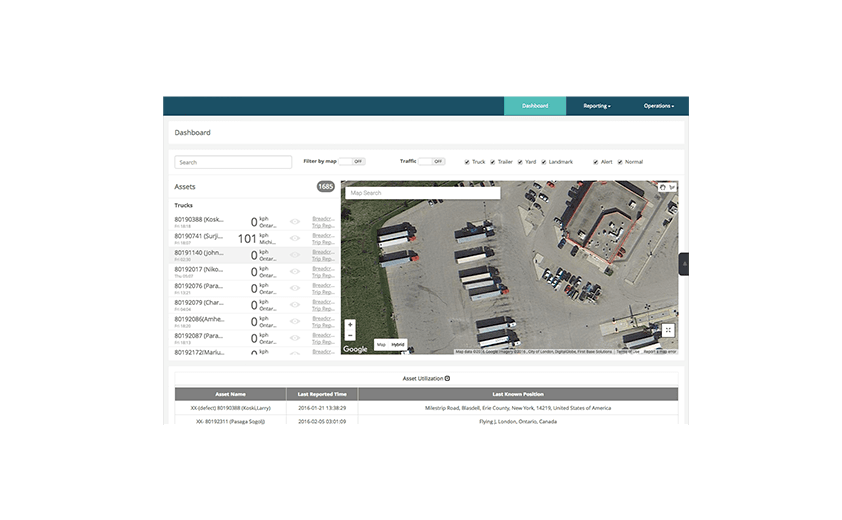 Dashboard Reporting Operations
Dashboard
Search Filter by map OFF Traffic OFF Truck Trailer Yard Landmark Alert Normal
Assets 1685
Map Search
Trucks
80190388 (Kosk... 0 kph Breadcr...
Fri 16:18 Ontar... Trip Rep...
80190741 (Surji... 101 kph Breadcr...
Fri 18:07 Michi... Trip Rep...
80191140 (John... 0 kph Breadcr...
Fri 02:20 Ontar... Trip Rep...
80192017 (Niko... 0 kph Breadcr...
Thu 05:07 Ontar... Trip Rep...
80192076 (Para... 0 kph Breadcr...
Fri 13:21 Ontar... Trip Rep...
80192079 (Char... 0 kph Breadcr...
Fri 04:04 Ontar... Trip Rep...
80192086(Amhe... 0 kph Breadcr...
Fri 18:20 Ontar... Trip Rep...
80192087 (Para... 0 kph Breadcr...
Fri 18:13 Ontar... Trip Rep...
80192172(Mariu... 0 kph Breadcr...
+
−
Google Map Hybrid
Map data ©2016 Google Imagery ©2016 , City of London, DigitalGlobe, First Base Solutions Terms of Use Report a map error
Asset Utilization
Asset Name Last Reported Time Last Known Position
XX-(defect) 80190388 (Koski,Larry) 2016-01-21 13:38:29 Milestrip Road, Blasdell, Erie County, New York, 14219, United States of America
XX- 80192311 (Pasaga Sogolj) 2016-02-05 03:01:09 Flying J, London, Ontario, Canada